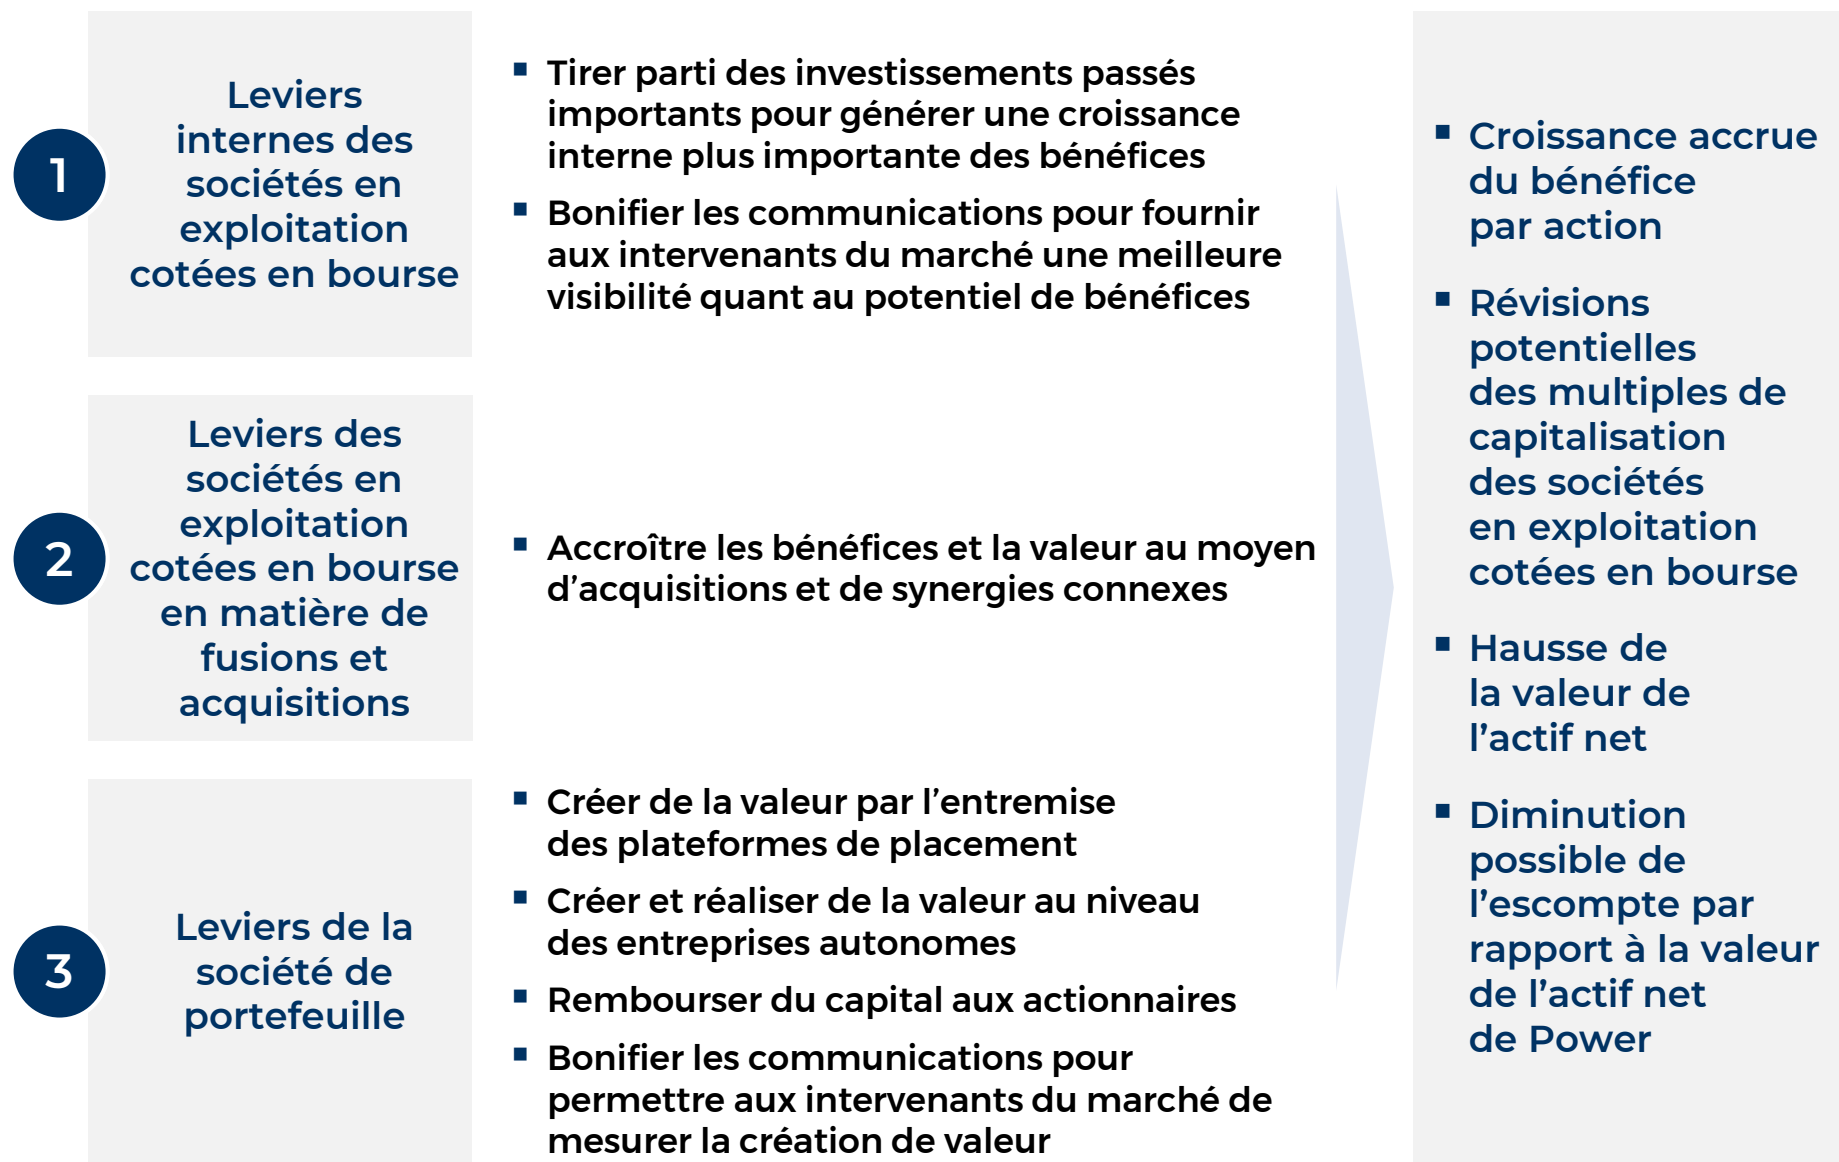 1
Leviers
internes des
sociétés en
exploitation
cotées en bourse
▪ Tirer parti des investissements passés
importants pour générer une croissance
interne plus importante des bénéfices
▪ Bonifier les communications pour fournir
aux intervenants du marché une meilleure
visibilité quant au potentiel de bénéfices
2
Leviers des
sociétés en
exploitation
cotées en bourse
en matière de
fusions et
acquisitions
▪ Accroître les bénéfices et la valeur au moyen
d’acquisitions et de synergies connexes
3
Leviers de la
société de
portefeuille
▪ Créer de la valeur par l’entremise
des plateformes de placement
▪ Créer et réaliser de la valeur au niveau
des entreprises autonomes
▪ Rembourser du capital aux actionnaires
▪ Bonifier les communications pour
permettre aux intervenants du marché de
mesurer la création de valeur
▪ Croissance accrue
du bénéfice
par action
▪ Révisions
potentielles
des multiples de
capitalisation
des sociétés
en exploitation
cotées en bourse
▪ Hausse de
la valeur de
l’actif net
▪ Diminution
possible de
l’escompte par
rapport à la valeur
de l’actif net
de Power